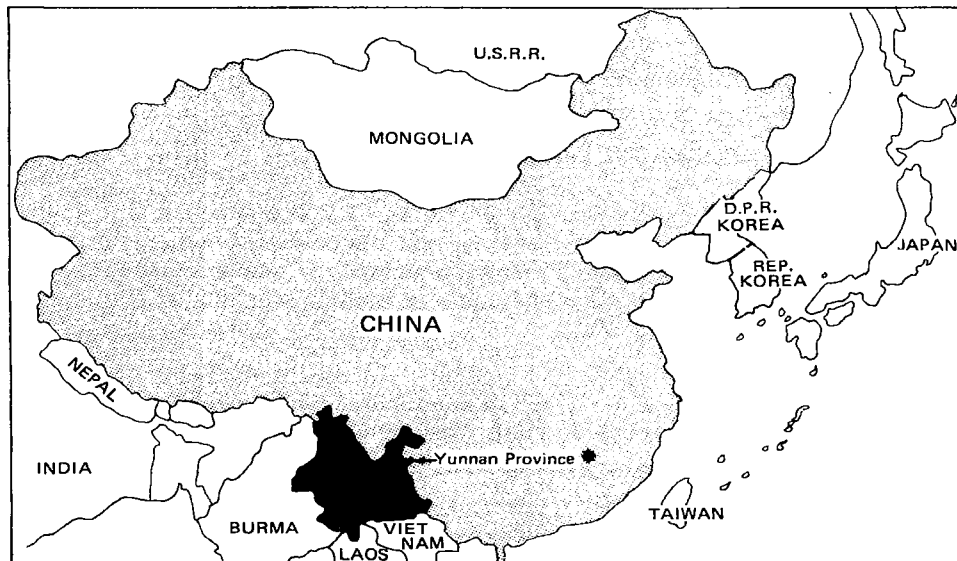 U.S.R.R.
MONGOLIA
D.P.R.
KOREA
JAPAN
REP.
KOREA
CHINA
NEPAL
Yunnan Province
INDIA
TAIWAN
BURMA
VIET
NAM
LAOS